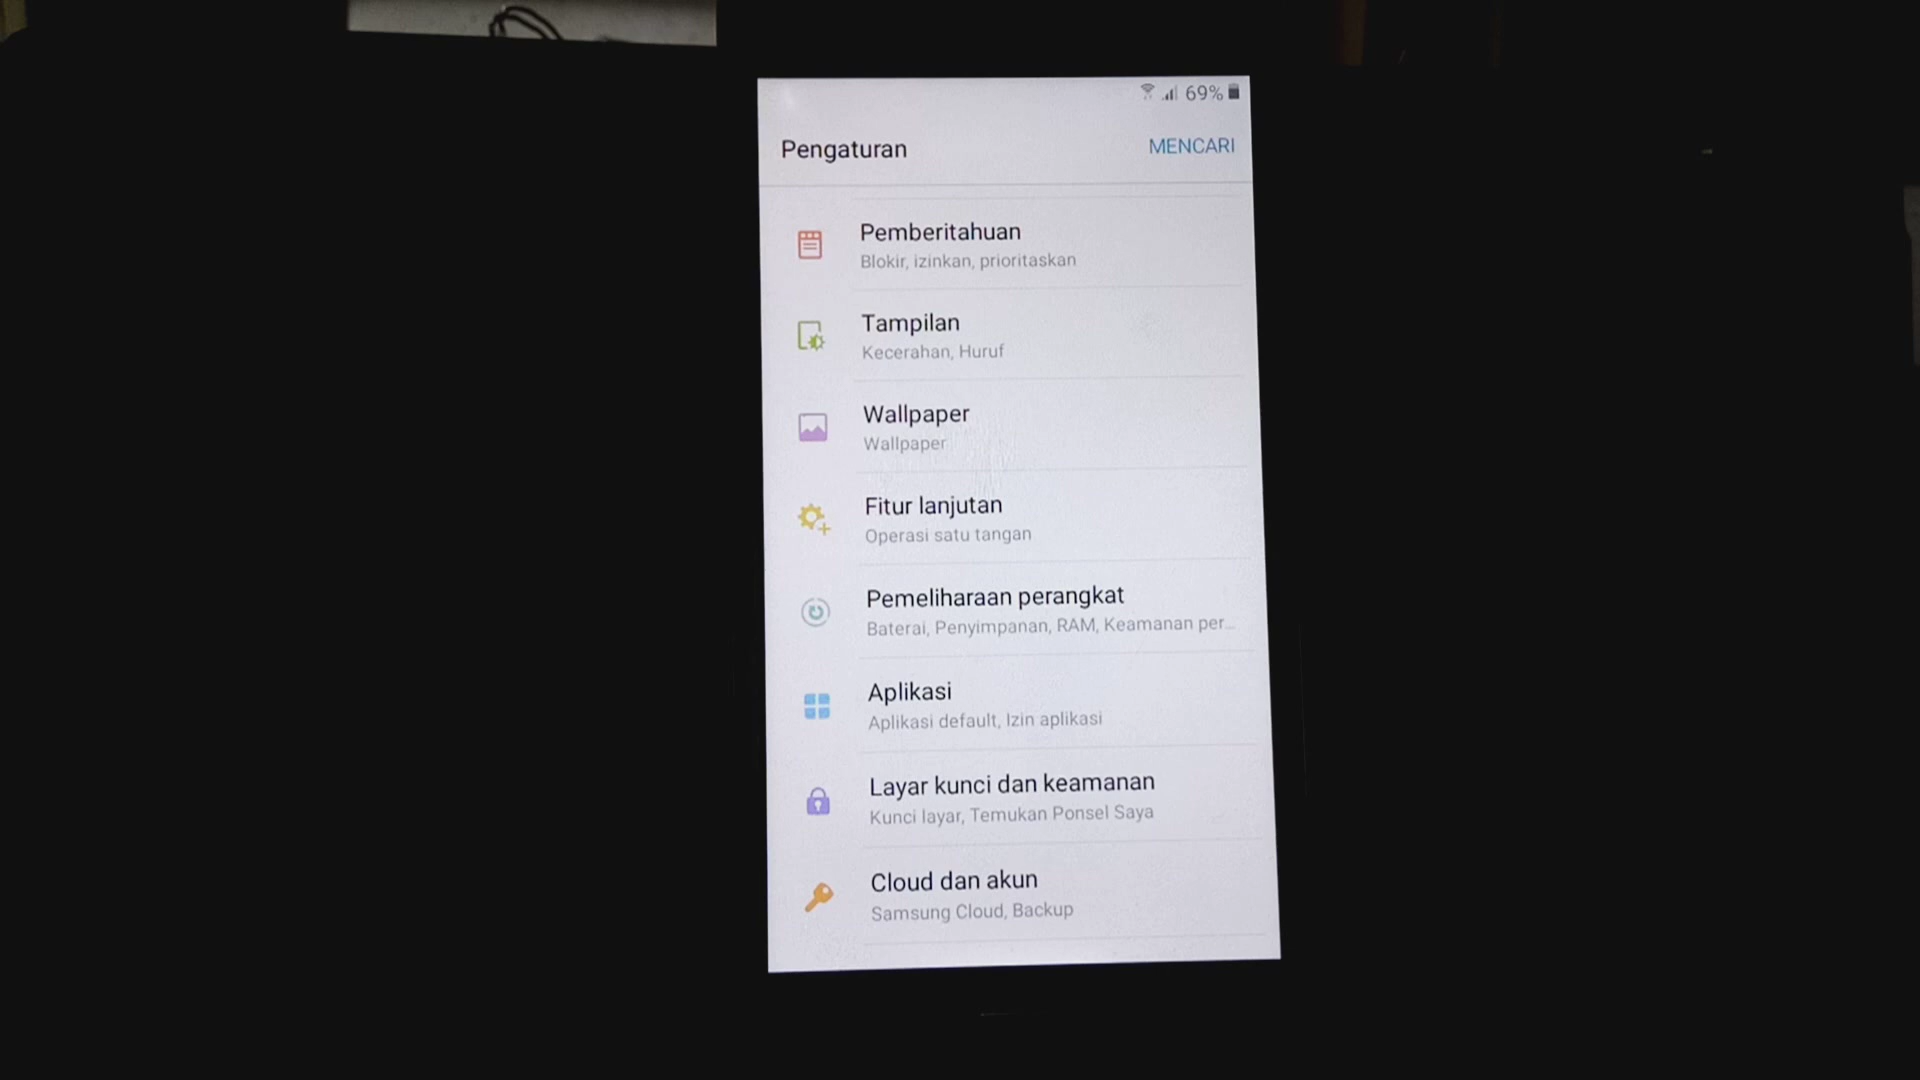 69%
Pengaturan
MENCARI
Pemberitahuan
Blokir, izinkan, prioritaskan
Tampilan
Kecerahan, Huruf
Wallpaper
Wallpaper
Fitur lanjutan
Operasi satu tangan
Pemeliharaan perangkat
Baterai, Penyimpanan, RAM, Keamanan per...
Aplikasi
Aplikasi default, Izin aplikasi
Layar kunci dan keamanan
Kunci layar, Temukan Ponsel Saya
Cloud dan akun
Samsung Cloud, Backup